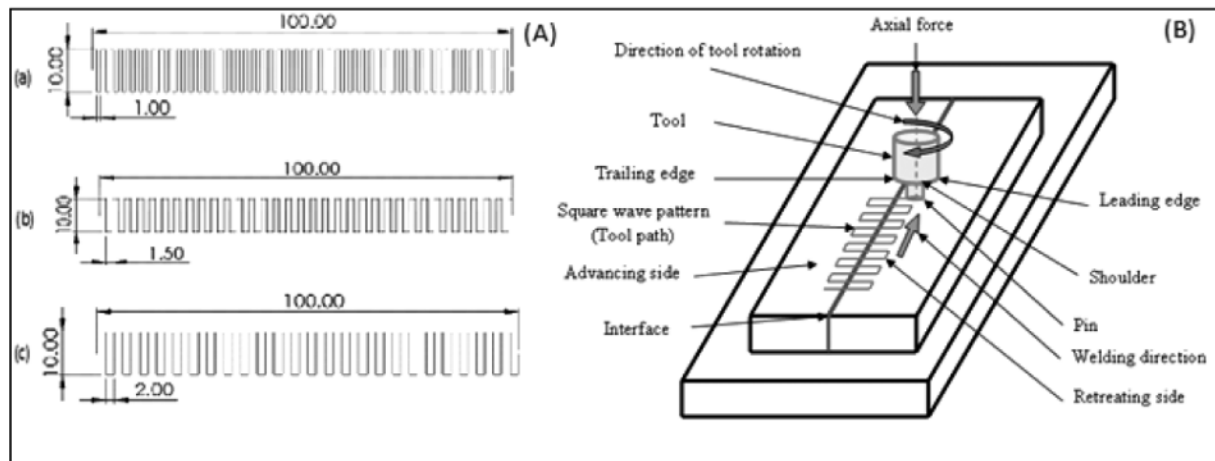 (A)
100.00
(a)
10.00
1.00
100.00
(b)
10.00
1.50
100.00
(c)
10.00
2.00
(B)
Axial force
Direction of tool rotation
Tool
Trailing edge
Leading edge
Square wave pattern
(Tool path)
Advancing side
Shoulder
Interface
Pin
Welding direction
Retreating side